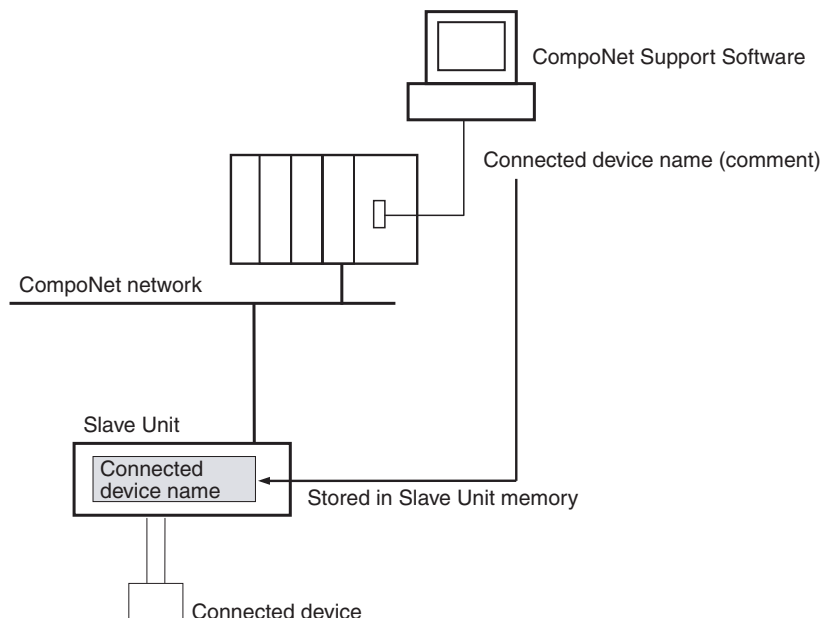 CompoNet Support Software
Connected device name (comment)
CompoNet network
Slave Unit
Connected
device name
Stored in Slave Unit memory
Connected device